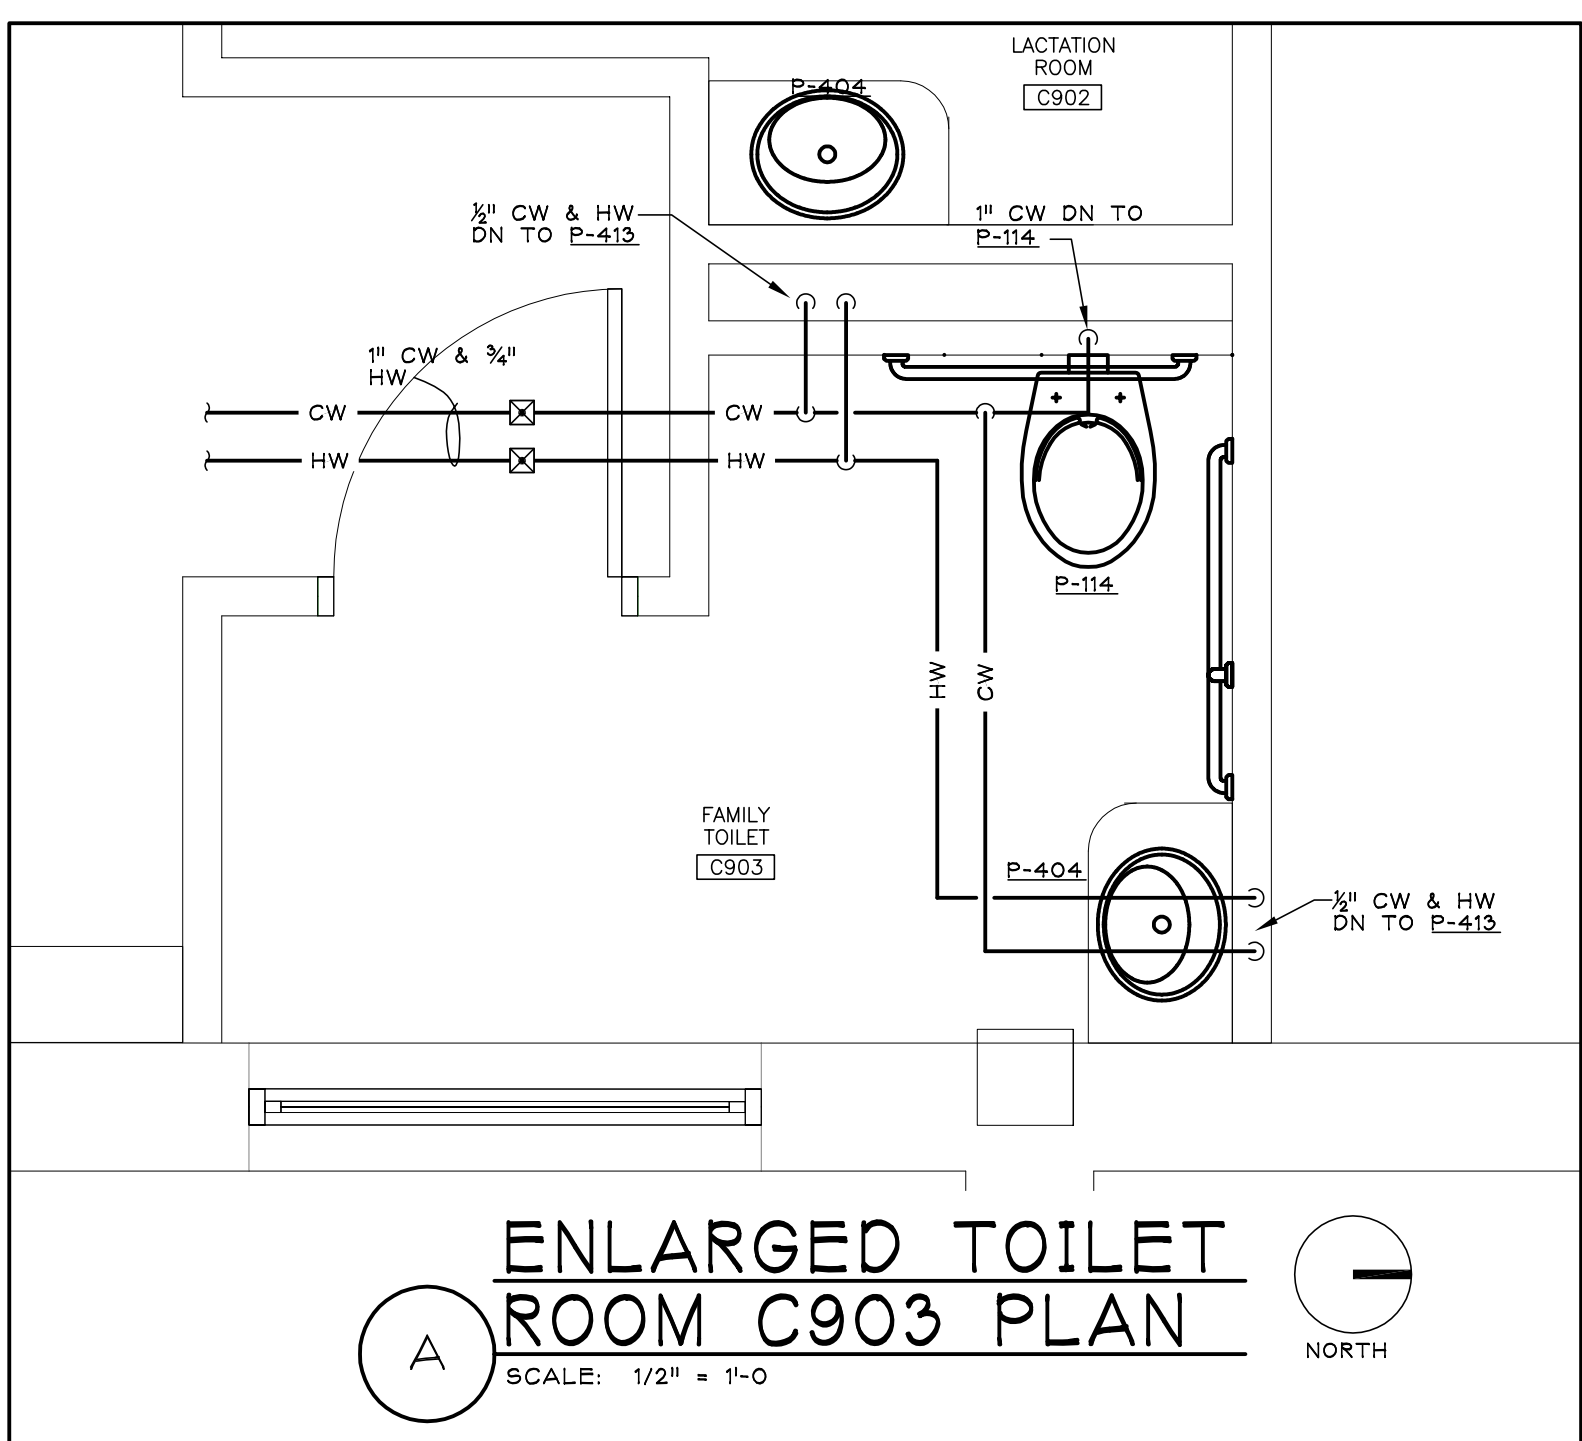 LACTATION
ROOM
C902
P-404
½" CW & HW
DN TO P-413
1" CW DN TO
P-114
1" CW & ¾"
HW
CW
CW
HW
HW
P-114
HW
CW
FAMILY
TOILET
C903
P-404
½" CW & HW
DN TO P-413
ENLARGED TOILET
ROOM C903 PLAN
A
SCALE: 1/2" = 1'-0
NORTH